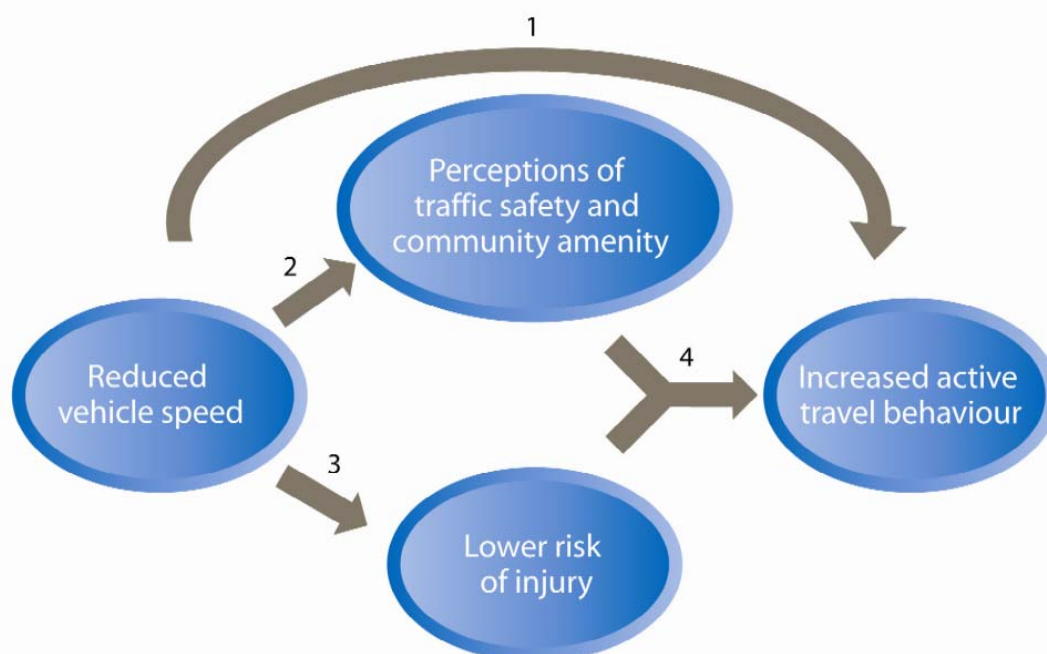 1
Perceptions of
traffic safety and
community amenity
2
4
Reduced
vehicle speed
Increased active
travel behaviour
3
Lower risk
of injury